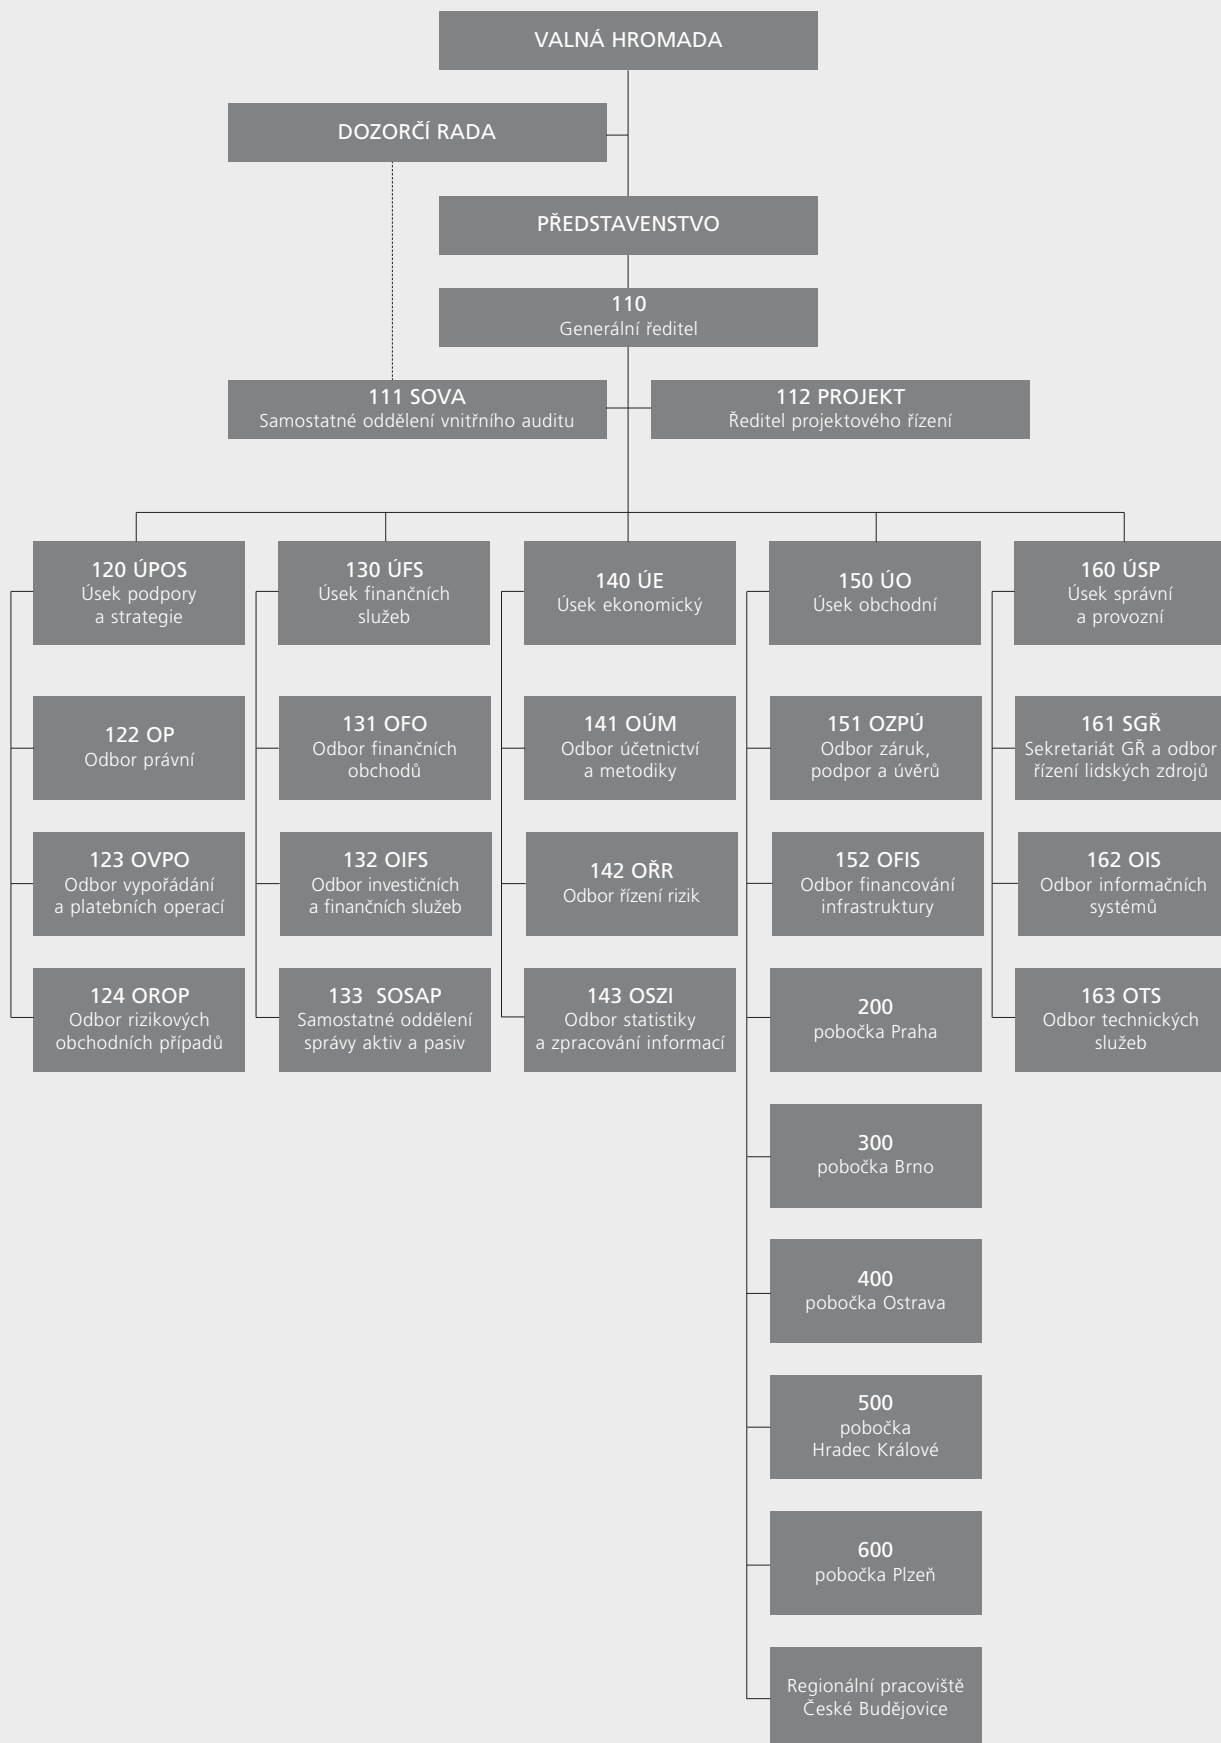 VALNÁ HROMADA
DOZORČÍ RADA
PŘEDSTAVENSTVO
110
Generální ředitel
111 SOVA
Samostatné oddělení vnitřního auditu
112 PROJEKT
Ředitel projektového řízení
120 ÚPOS
Úsek podpory
a strategie
130 ÚFS
Úsek finančních
služeb
140 ÚE
Úsek ekonomický
150 ÚO
Úsek obchodní
160 ÚSP
Úsek správní
a provozní
122 OP
Odbor právní
131 OFO
Odbor finančních
obchodů
141 OÚM
Odbor účetnictví
a metodiky
151 OZPÚ
Odbor záruk,
podpor a úvěrů
161 SGŘ
Sekretariát GŘ a odbor
řízení lidských zdrojů
123 OVPO
Odbor vypořádání
a platebních operací
132 OIFS
Odbor investičních
a finančních služeb
142 OŘR
Odbor řízení rizik
152 OFIS
Odbor financování
infrastruktury
162 OIS
Odbor informačních
systémů
124 OROP
Odbor rizikových
obchodních případů
133 SOSAP
Samostatné oddělení
správy aktiv a pasiv
143 OSZI
Odbor statistiky
a zpracování informací
200
pobočka Praha
163 OTS
Odbor technických
služeb
300
pobočka Brno
400
pobočka Ostrava
500
pobočka
Hradec Králové
600
pobočka Plzeň
Regionální pracoviště
České Budějovice